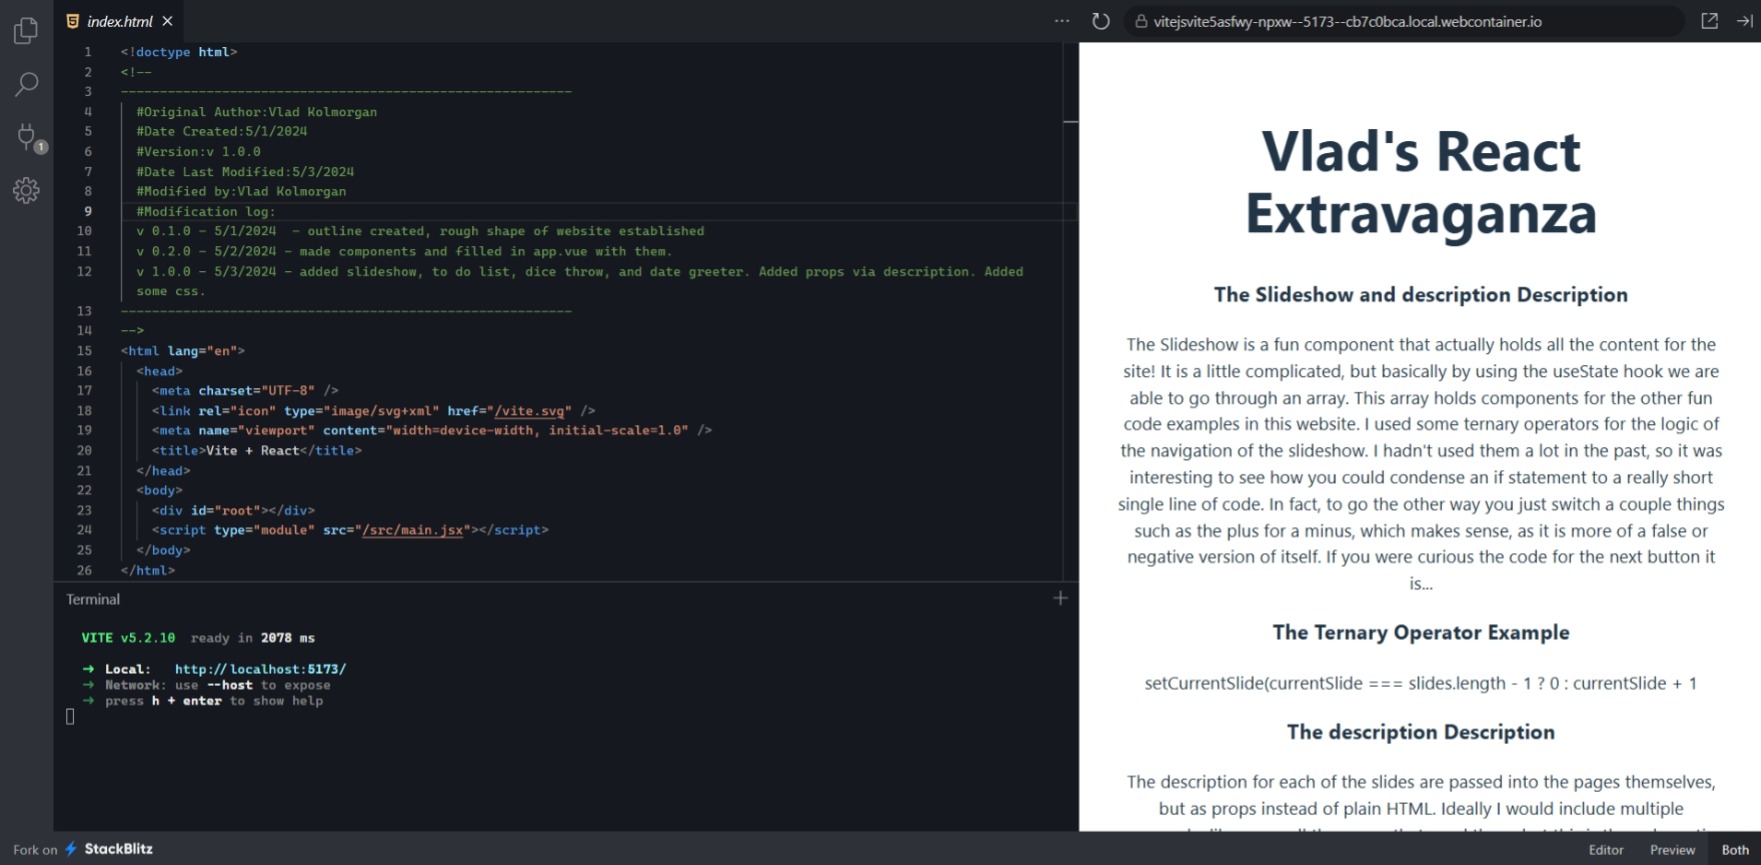 index.html
vitejsvite5asfwy-npxw--5173--cb7c0bca.local.webcontainer.io
1
1 <!doctype html>
2 <!--
3 ----------------------------------------------------------
4 #Original Author:Vlad Kolmorgan
5 #Date Created:5/1/2024
6 #Version:v 1.0.0
7 #Date Last Modified:5/3/2024
8 #Modified by:Vlad Kolmorgan
9 #Modification log:
10 v 0.1.0 - 5/1/2024  - outline created, rough shape of website established
11 v 0.2.0 - 5/2/2024 - made components and filled in app.vue with them.
12 v 1.0.0 - 5/3/2024 - added slideshow, to do list, dice throw, and date greeter. Added props via description. Added
some css.
13 ----------------------------------------------------------
14 -->
15 <html lang="en">
16 <head>
17 <meta charset="UTF-8" />
18 <link rel="icon" type="image/svg+xml" href="/vite.svg" />
19 <meta name="viewport" content="width=device-width, initial-scale=1.0" />
20 <title>Vite + React</title>
21 </head>
22 <body>
23 <div id="root"></div>
24 <script type="module" src="/src/main.jsx"></script>
25 </body>
26 </html>
Terminal
VITE v5.2.10 ready in 2078 ms
➜ Local: http://localhost:5173/
➜ Network: use --host to expose
➜ press h + enter to show help
Vlad's React
Extravaganza
The Slideshow and description Description
The Slideshow is a fun component that actually holds all the content for the
site! It is a little complicated, but basically by using the useState hook we are
able to go through an array. This array holds components for the other fun
code examples in this website. I used some ternary operators for the logic of
the navigation of the slideshow. I hadn't used them a lot in the past, so it was
interesting to see how you could condense an if statement to a really short
single line of code. In fact, to go the other way you just switch a couple things
such as the plus for a minus, which makes sense, as it is more of a false or
negative version of itself. If you were curious the code for the next button it
is...
The Ternary Operator Example
setCurrentSlide(currentSlide === slides.length - 1 ? 0 : currentSlide + 1
The description Description
The description for each of the slides are passed into the pages themselves,
but as props instead of plain HTML. Ideally I would include multiple
Fork on StackBlitz
Editor Preview Both